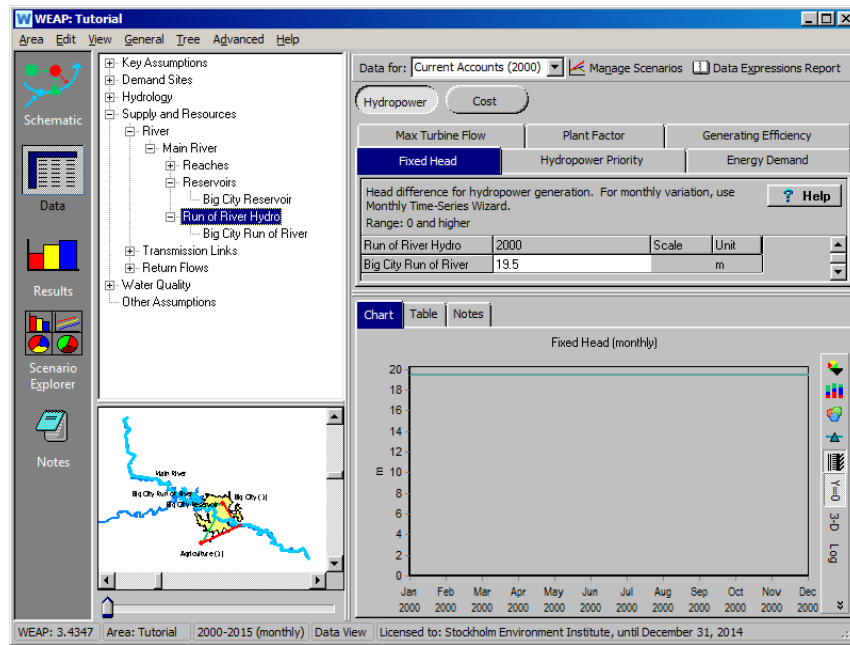 WEAP: Tutorial
Area Edit View General Tree Advanced Help
Schematic
Data
Results
Scenario
Explorer
Notes
Key Assumptions
Demand Sites
Hydrology
Supply and Resources
River
Main River
Reaches
Reservoirs
Big City Reservoir
Run of River Hydro
Big City Run of River
Transmission Links
Return Flows
Water Quality
Other Assumptions
Main River
Big City Run of River
Big City (1)
Big City Reservoir
Agriculture (1)
Data for: Current Accounts (2000) Manage Scenarios Data Expressions Report
Hydropower Cost
Max Turbine Flow Plant Factor Generating Efficiency
Fixed Head Hydropower Priority Energy Demand
Head difference for hydropower generation. For monthly variation, use
Monthly Time-Series Wizard.
Range: 0 and higher
? Help
Run of River Hydro 2000 Scale Unit
Big City Run of River 19.5 m
Chart Table Notes
Fixed Head (monthly)
20
18
16
14
12
10
8
6
4
2
0
m
Jan Feb Mar Apr May Jun Jul Aug Sep Oct Nov Dec
2000 2000 2000 2000 2000 2000 2000 2000 2000 2000 2000 2000
Y=0
3-D
Log
WEAP: 3.4347 Area: Tutorial 2000-2015 (monthly) Data View Licensed to: Stockholm Environment Institute, until December 31, 2014